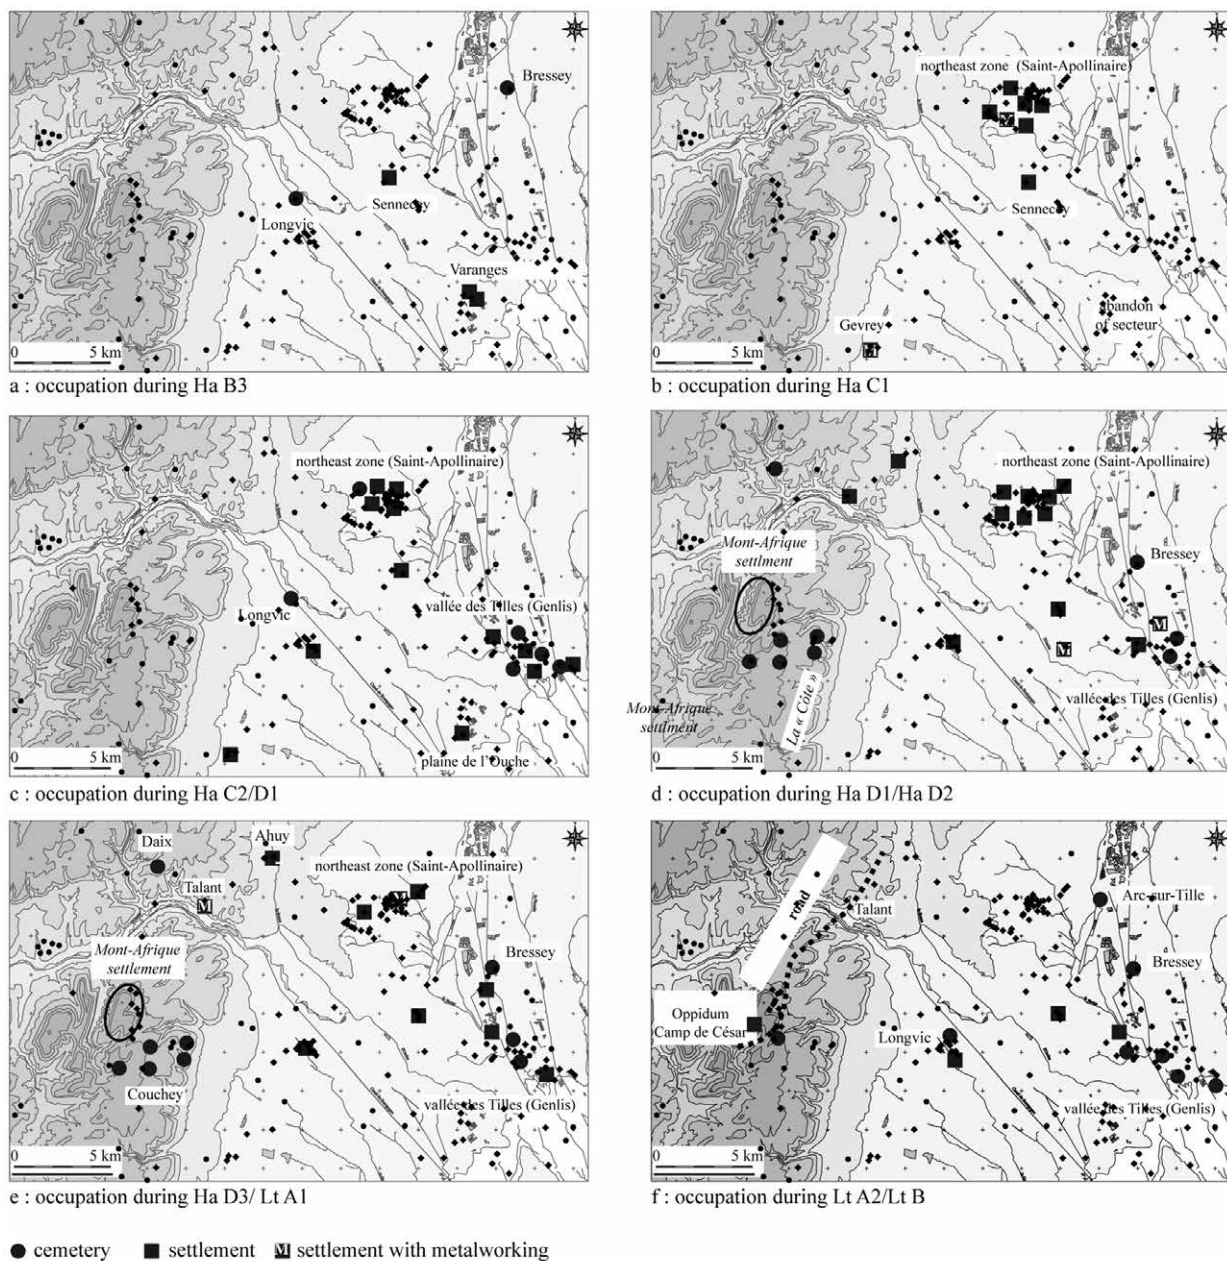 Bressey
Sennecey
Longvic
Varanges
0 5 km
a : occupation during Ha B3
northeast zone (Saint-Apollinaire)
M
Sennecey
abandon
of secteur
Gevrey
M
0 5 km
b : occupation during Ha C1
northeast zone (Saint-Apollinaire)
vallée des Tilles (Genlis)
Longvic
plaine de l'Ouche
0 5 km
c : occupation during Ha C2/D1
northeast zone (Saint-Apollinaire)
Mont-Afrique
settlment
Bressey
M
M
vallée des Tilles (Genlis)
La « Côte »
Mont-Afrique
settlment
0 5 km
d : occupation during Ha D1/Ha D2
Daix
Ahuy
northeast zone (Saint-Apollinaire)
Talant
M
M
Mont-Afrique
settlement
Bressey
Couchey
vallée des Tilles (Genlis)
0 5 km
e : occupation during Ha D3/ Lt A1
road
Talant
Arc-sur-Tille
Bressey
Oppidum
Camp de César
Longvic
vallée des Tilles (Genlis)
0 5 km
f : occupation during Lt A2/Lt B
cemetery settlement M settlement with metalworking